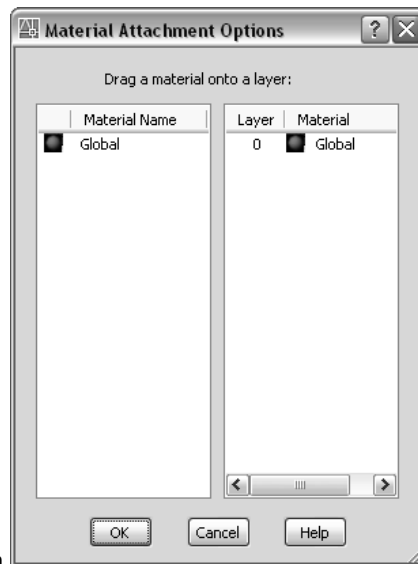 Material Attachment Options
Drag a material onto a layer:
Material Name
Global
Layer Material
0 Global
OK Cancel Help